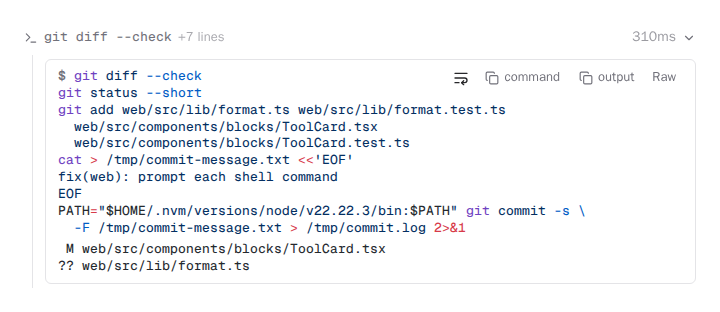 >_ git diff --check +7 lines 310ms
$ git diff --check command output Raw
git status --short
git add web/src/lib/format.ts web/src/lib/format.test.ts
  web/src/components/blocks/ToolCard.tsx
  web/src/components/blocks/ToolCard.test.ts
cat > /tmp/commit-message.txt <<'EOF'
fix(web): prompt each shell command
EOF
PATH="$HOME/.nvm/versions/node/v22.22.3/bin:$PATH" git commit -s \
  -F /tmp/commit-message.txt > /tmp/commit.log 2>&1
 M web/src/components/blocks/ToolCard.tsx
?? web/src/lib/format.ts